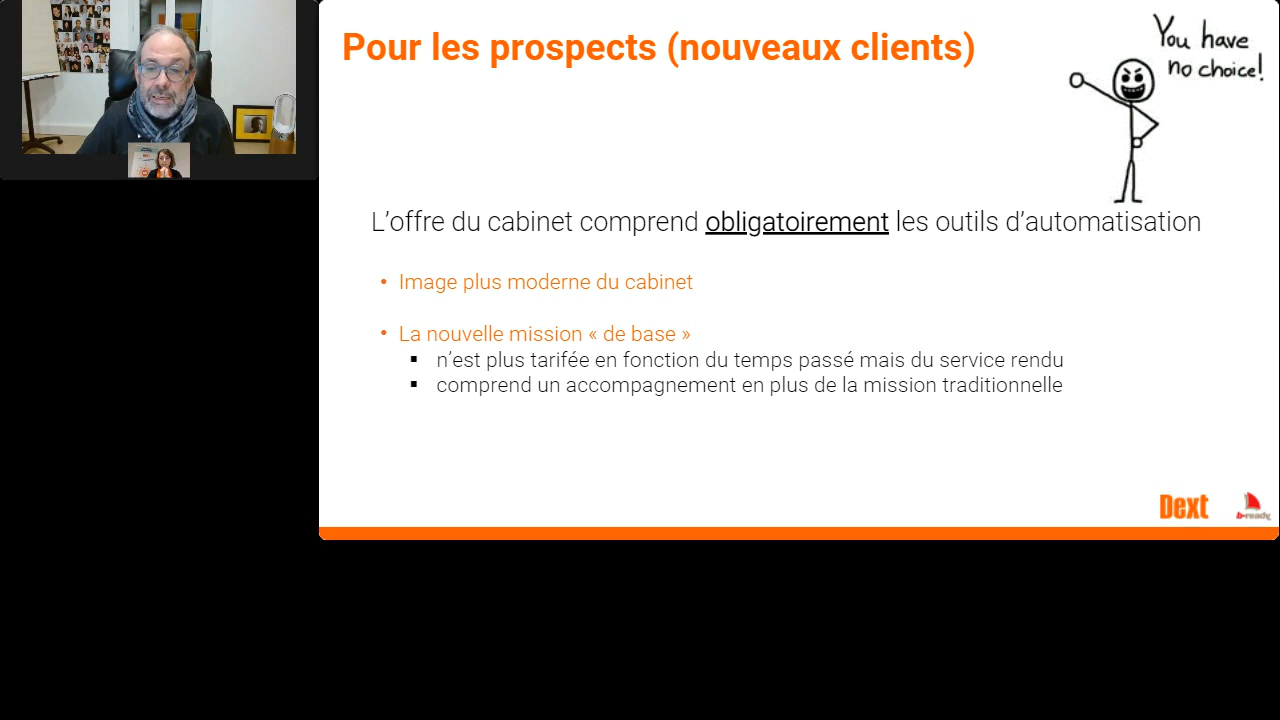 Pour les prospects (nouveaux clients)
You have
no choice!
L’offre du cabinet comprend obligatoirement les outils d’automatisation
• Image plus moderne du cabinet
• La nouvelle mission « de base »
▪ n’est plus tarifée en fonction du temps passé mais du service rendu
▪ comprend un accompagnement en plus de la mission traditionnelle
Dext
b-ready